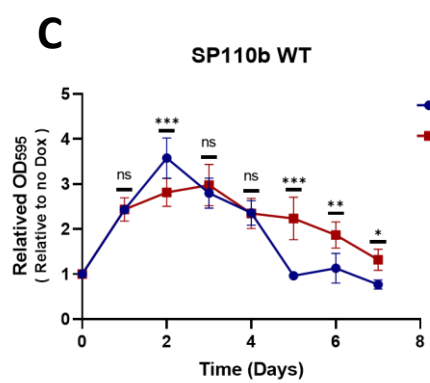 C
SP110b WT
5
4
3
2
1
0
Relatived OD595
( Relative to no Dox )
ns
***
ns
ns
***
**
*
0
2
4
6
8
Time (Days)